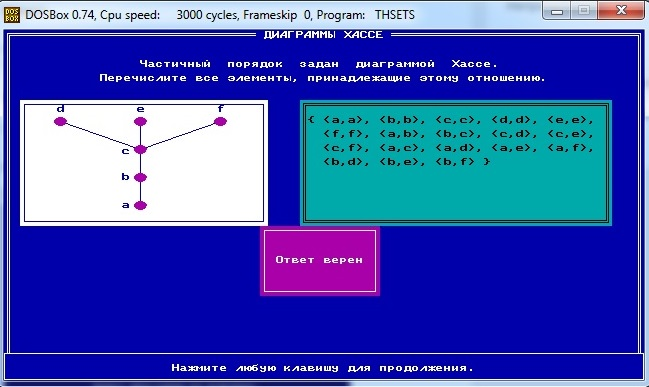 DOSBox 0.74, Cpu speed: 3000 cycles, Frameskip 0, Program: THSETS
ДИАГРАММЫ ХАССЕ
Частичный порядок задан диаграммой Хассе.
Перечислите все элементы, принадлежащие этому отношению.
d e f
c
b
a
{ <a,a>, <b,b>, <c,c>, <d,d>, <e,e>,
<f,f>, <a,b>, <b,c>, <c,d>, <c,e>,
<c,f>, <a,c>, <a,d>, <a,e>, <a,f>,
<b,d>, <b,e>, <b,f> }
Ответ верен
Нажмите любую клавишу для продолжения.